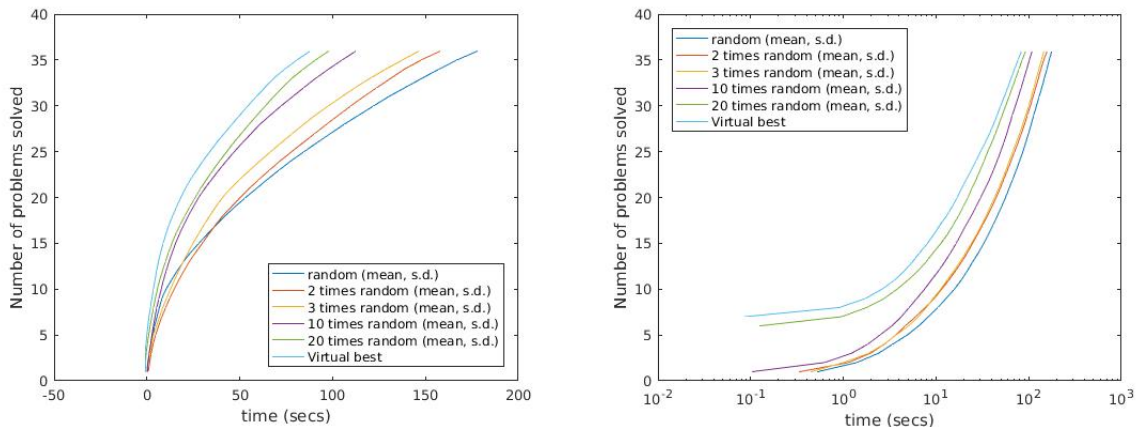 40
35
30
25
20
15
10
5
0
Number of problems solved
random (mean, s.d.)
2 times random (mean, s.d.)
3 times random (mean, s.d.)
10 times random (mean, s.d.)
20 times random (mean, s.d.)
Virtual best
-50 0 50 100 150 200
time (secs)
40
35
30
25
20
15
10
5
0
Number of problems solved
random (mean, s.d.)
2 times random (mean, s.d.)
3 times random (mean, s.d.)
10 times random (mean, s.d.)
20 times random (mean, s.d.)
Virtual best
10⁻² 10⁻¹ 10⁰ 10¹ 10² 10³
time (secs)